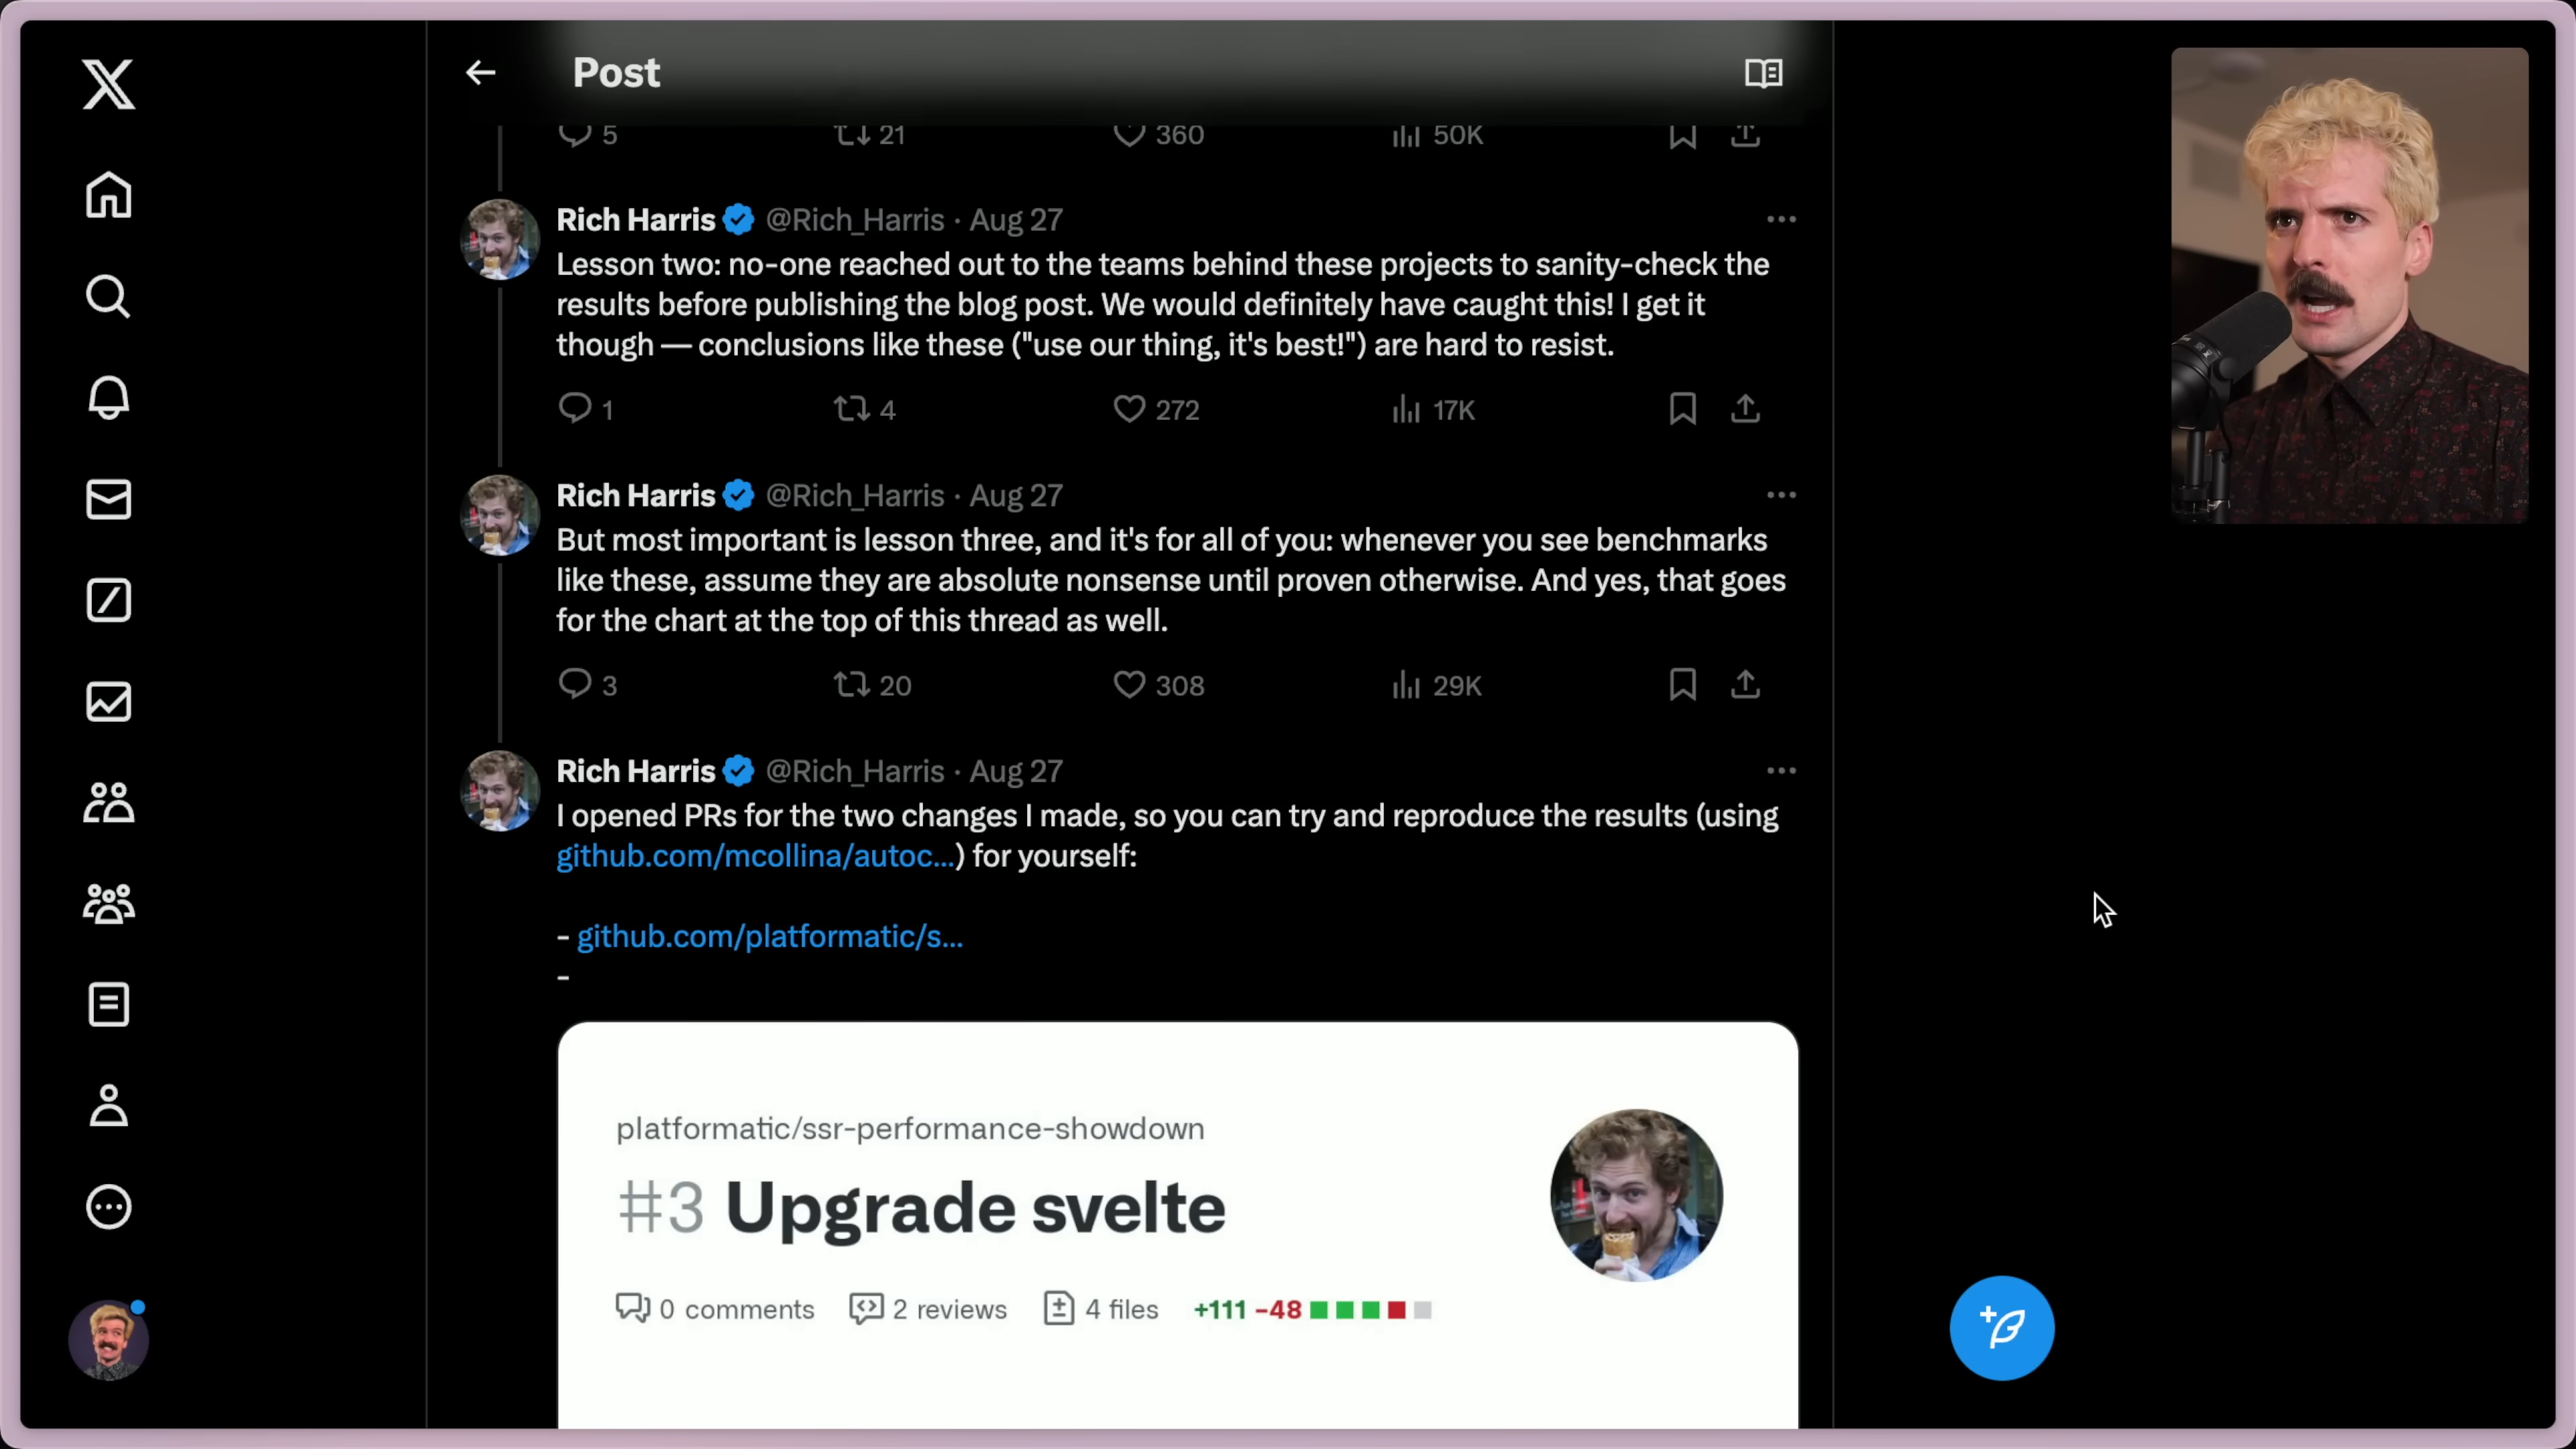 Post
5 21 360 50K
Rich Harris @Rich_Harris · Aug 27
Lesson two: no-one reached out to the teams behind these projects to sanity-check the
results before publishing the blog post. We would definitely have caught this! I get it
though — conclusions like these ("use our thing, it's best!") are hard to resist.
1 4 272 17K
Rich Harris @Rich_Harris · Aug 27
But most important is lesson three, and it's for all of you: whenever you see benchmarks
like these, assume they are absolute nonsense until proven otherwise. And yes, that goes
for the chart at the top of this thread as well.
3 20 308 29K
Rich Harris @Rich_Harris · Aug 27
I opened PRs for the two changes I made, so you can try and reproduce the results (using
github.com/mcollina/autoc...) for yourself:
- github.com/platformatic/s...
-
platformatic/ssr-performance-showdown
#3 Upgrade svelte
0 comments 2 reviews 4 files +111 -48